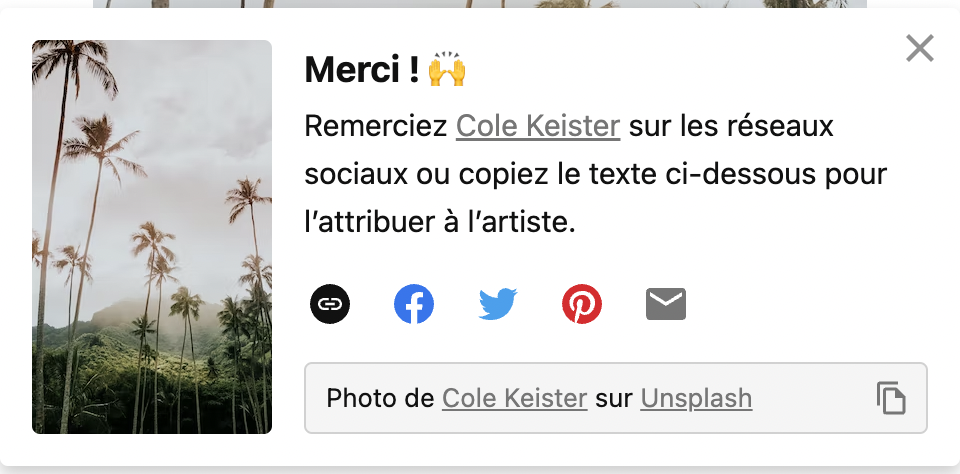 Merci ! 🙌
Remerciez Cole Keister sur les réseaux
sociaux ou copiez le texte ci-dessous pour
l’attribuer à l’artiste.
Photo de Cole Keister sur Unsplash